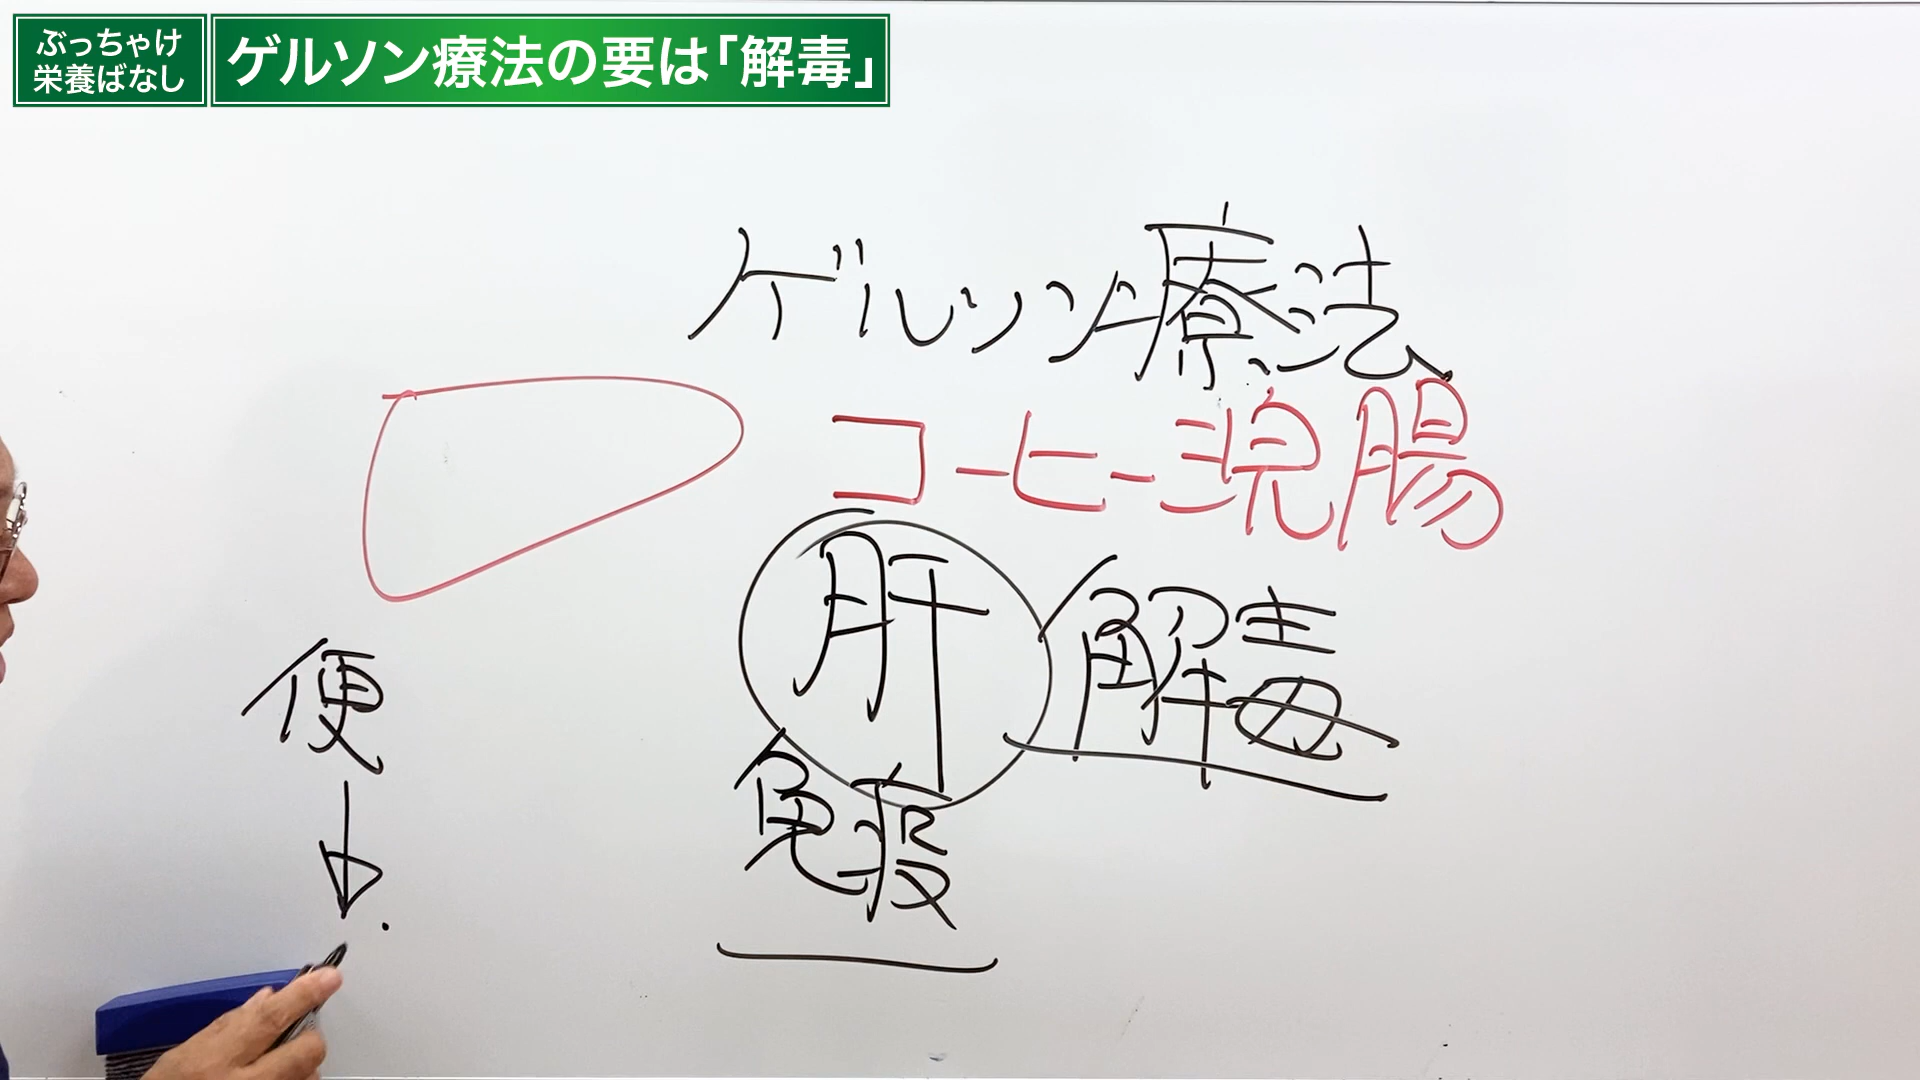 ぶっちゃけ
栄養ばなし
ゲルソン療法の要は「解毒」
ゲルソン療法
コーヒー浣腸
肝
解毒
免疫
便